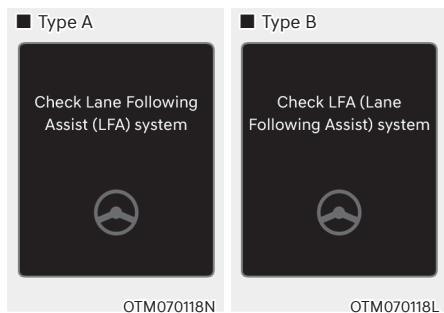 ■ Type A
Check Lane Following
Assist (LFA) system
OTM070118N
■ Type B
Check LFA (Lane
Following Assist) system
OTM070118L